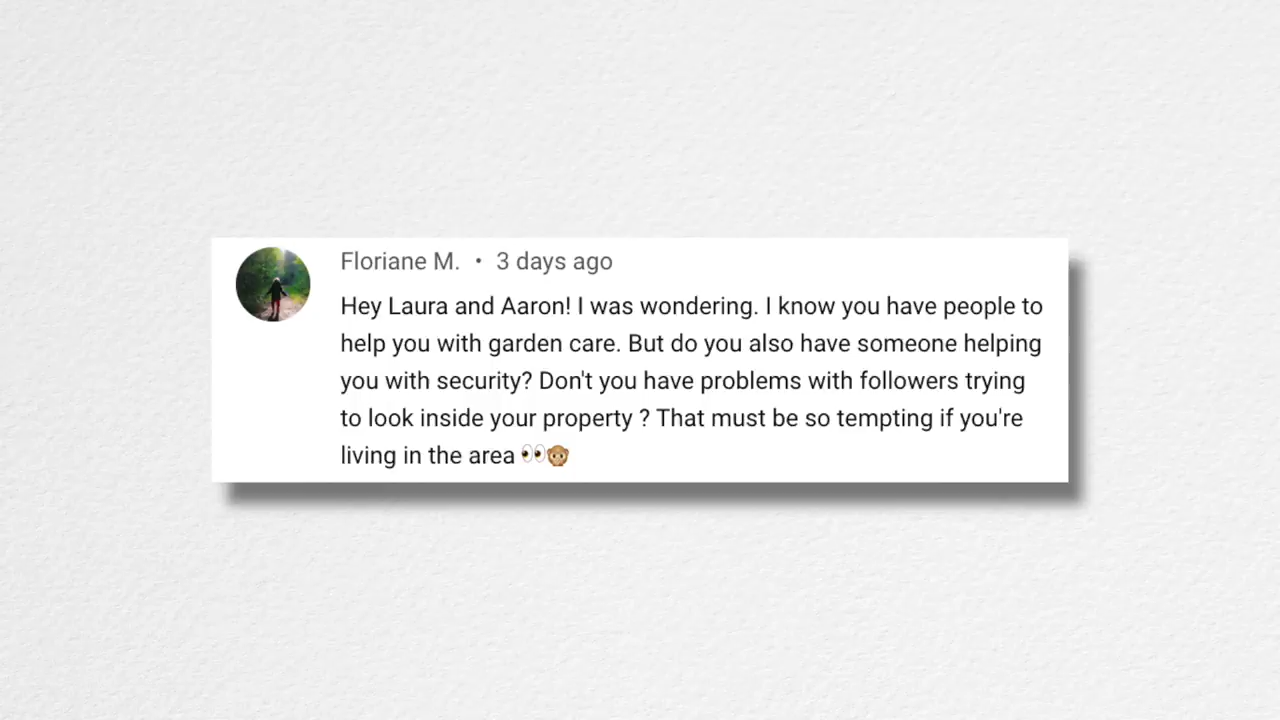 Floriane M. • 3 days ago
Hey Laura and Aaron! I was wondering. I know you have people to
help you with garden care. But do you also have someone helping
you with security? Don't you have problems with followers trying
to look inside your property ? That must be so tempting if you're
living in the area 👀🐵